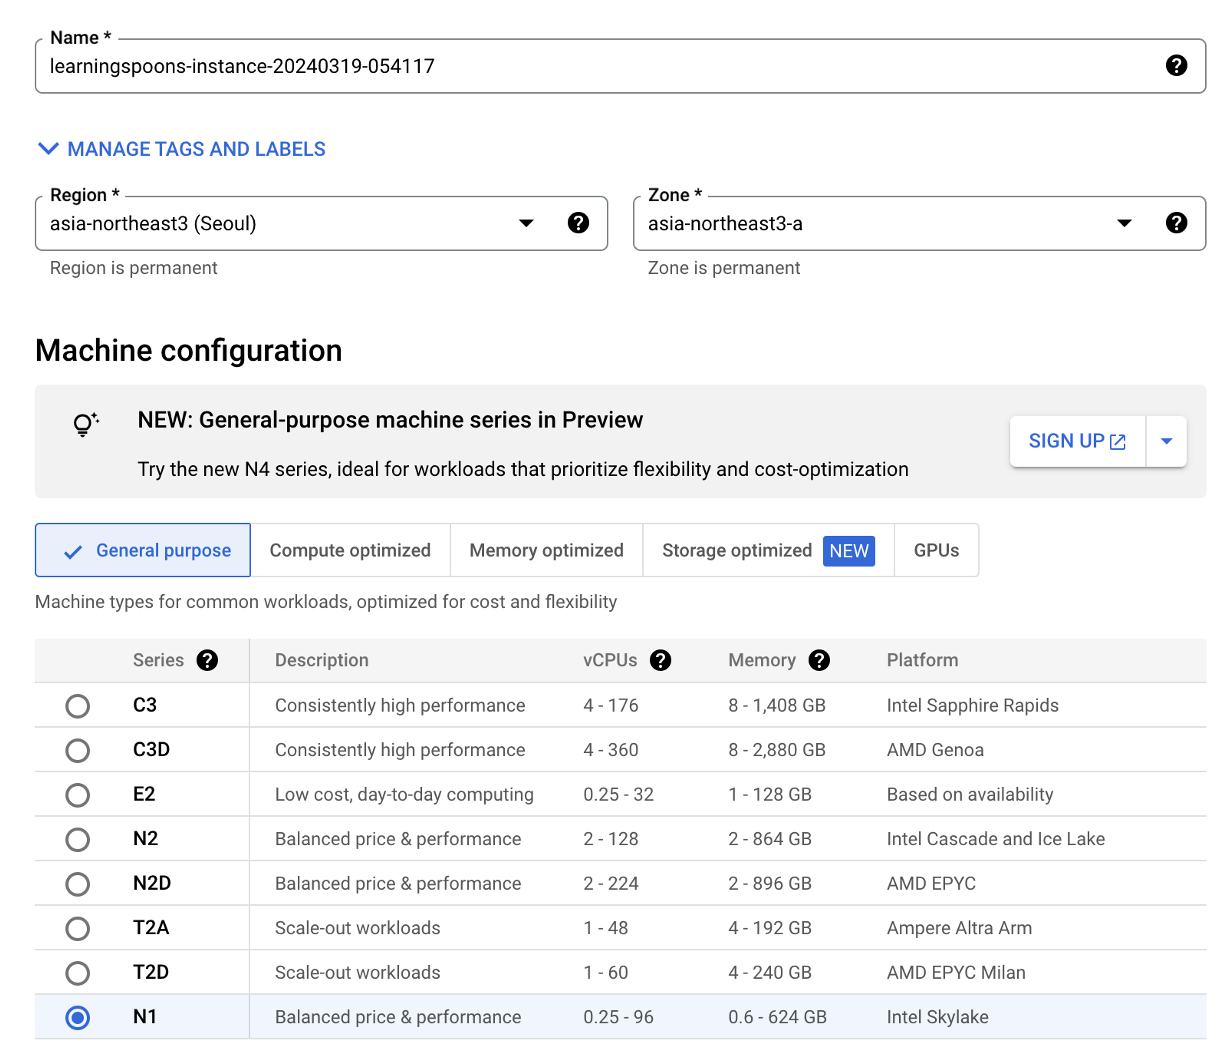 Name *
learningspoons-instance-20240319-054117
MANAGE TAGS AND LABELS
Region *
asia-northeast3 (Seoul)
Region is permanent
Zone *
asia-northeast3-a
Zone is permanent
Machine configuration
NEW: General-purpose machine series in Preview
Try the new N4 series, ideal for workloads that prioritize flexibility and cost-optimization
SIGN UP
General purpose Compute optimized Memory optimized Storage optimized NEW GPUs
Machine types for common workloads, optimized for cost and flexibility
Series Description vCPUs Memory Platform
C3 Consistently high performance 4 - 176 8 - 1,408 GB Intel Sapphire Rapids
C3D Consistently high performance 4 - 360 8 - 2,880 GB AMD Genoa
E2 Low cost, day-to-day computing 0.25 - 32 1 - 128 GB Based on availability
N2 Balanced price & performance 2 - 128 2 - 864 GB Intel Cascade and Ice Lake
N2D Balanced price & performance 2 - 224 2 - 896 GB AMD EPYC
T2A Scale-out workloads 1 - 48 4 - 192 GB Ampere Altra Arm
T2D Scale-out workloads 1 - 60 4 - 240 GB AMD EPYC Milan
N1 Balanced price & performance 0.25 - 96 0.6 - 624 GB Intel Skylake